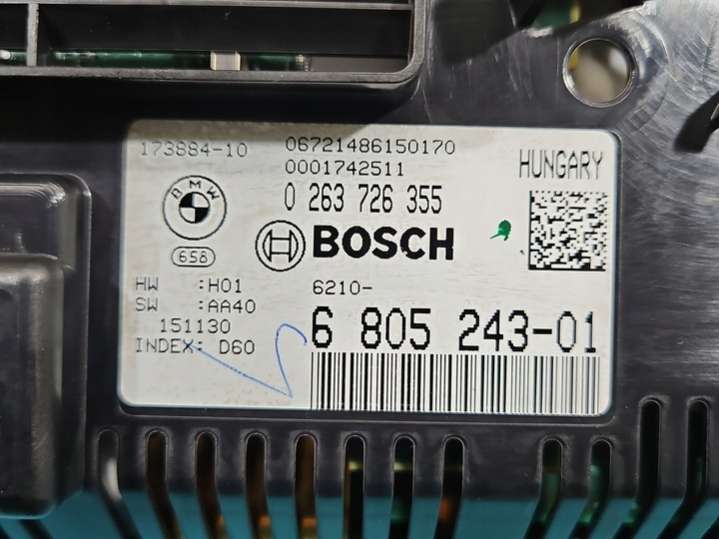 173884-10
06721486150170
0001742511
HUNGARY
0 263 726 355
BMW
658
BOSCH
HW :H01
SW :AA40
151130
INDEX: D60
6210-
6 805 243-01